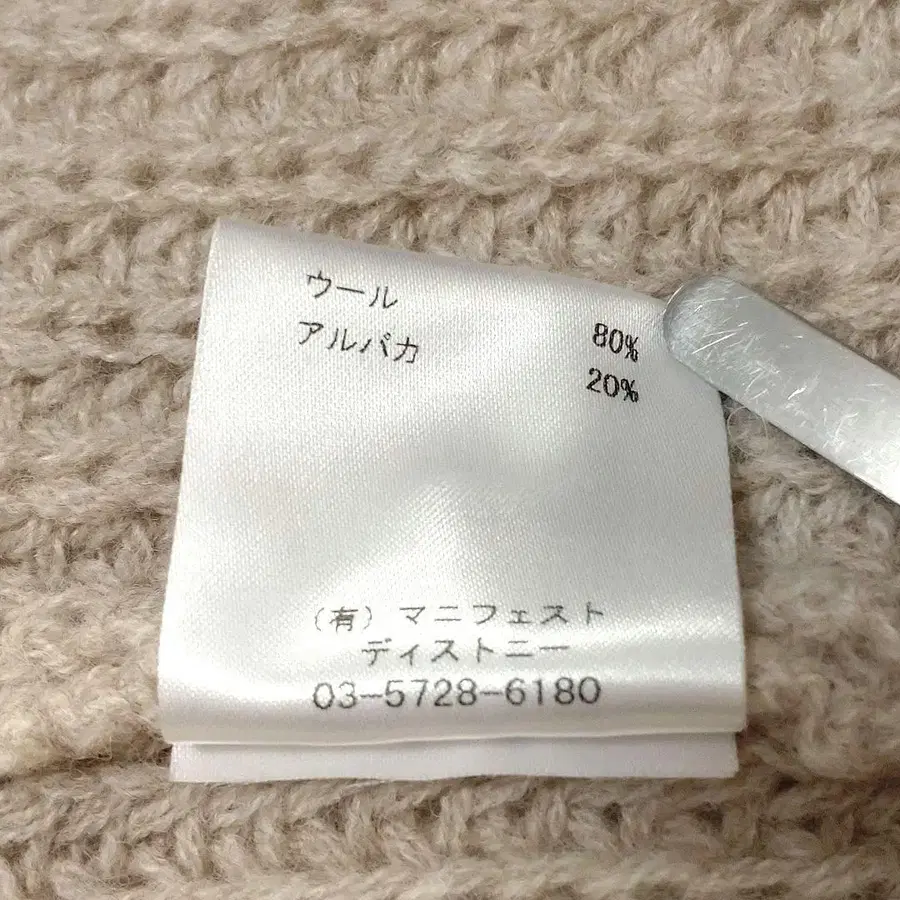 ウール 80%
アルパカ 20%
(有) マニフェスト
ディストニー
03-5728-6180